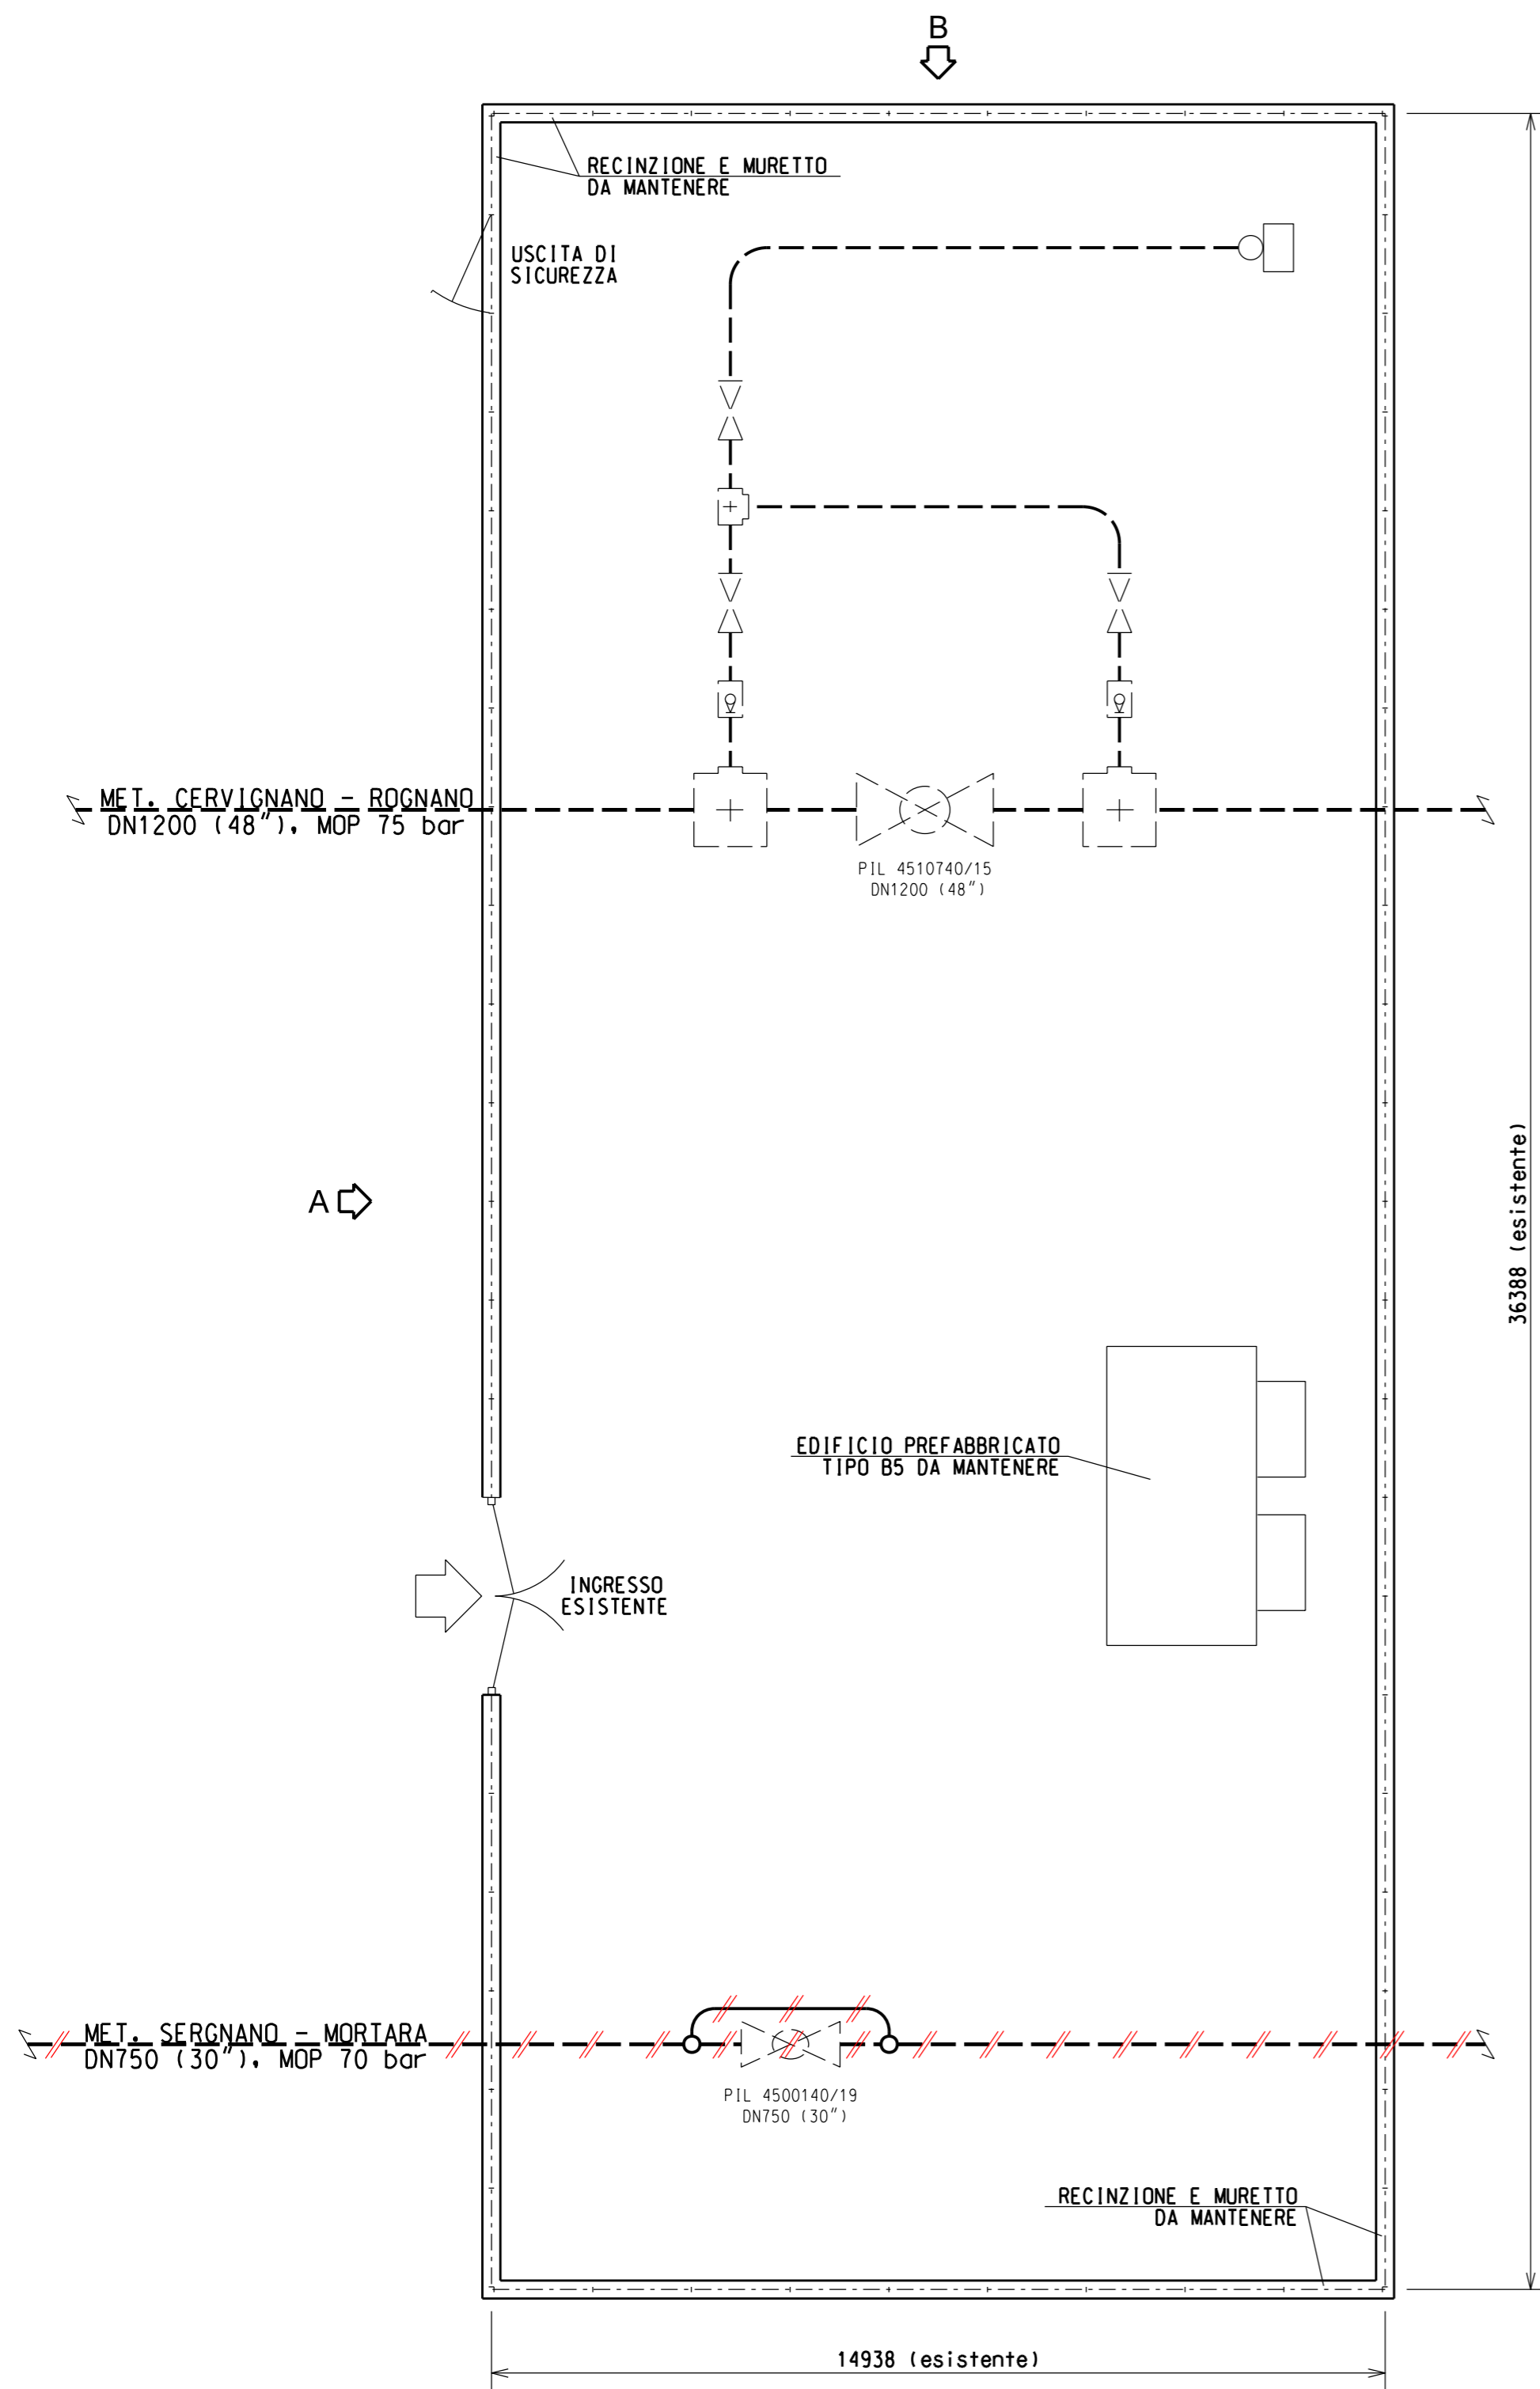 B
RECINZIONE E MURETTO
DA MANTENERE
USCITA DI
SICUREZZA
MET. CERVIGNANO - ROGNANO
DN1200 (48"), MOP 75 bar
PIL 4510740/15
DN1200 (48")
A
36388 (esistente)
EDIFICIO PREFABBRICATO
TIPO B5 DA MANTENERE
INGRESSO
ESISTENTE
MET. SERGNANO - MORTARA
DN750 (30"), MOP 70 bar
PIL 4500140/19
DN750 (30")
RECINZIONE E MURETTO
DA MANTENERE
14938 (esistente)